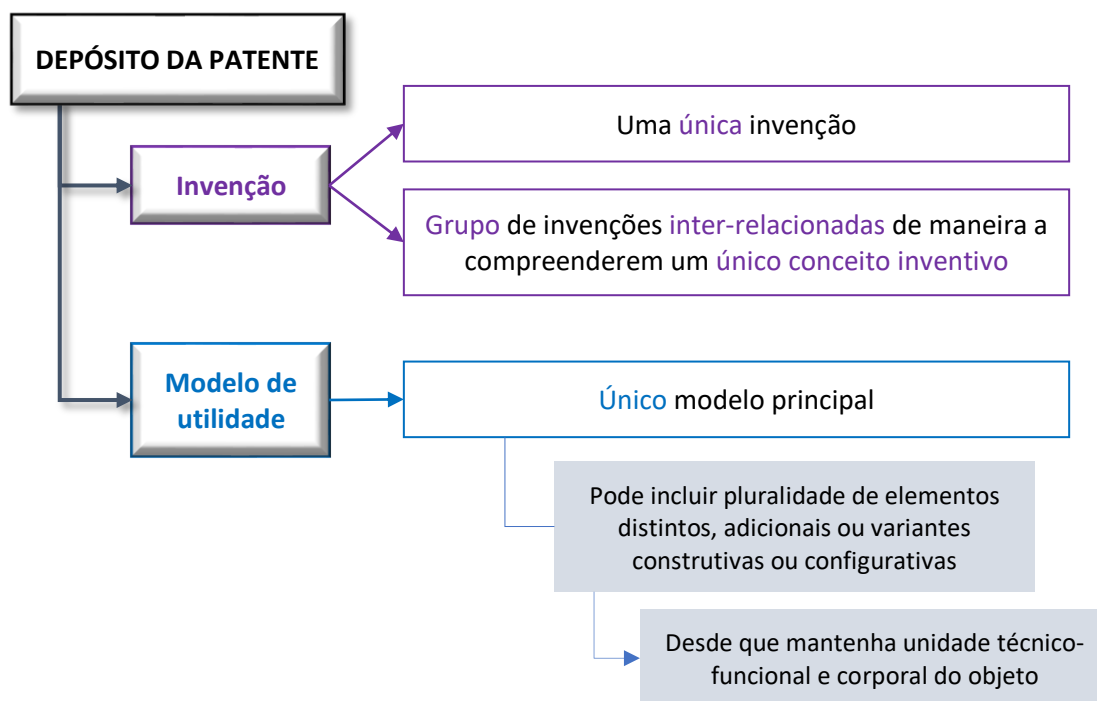 DEPÓSITO DA PATENTE
Uma única invenção
Invenção
Grupo de invenções inter-relacionadas de maneira a
compreenderem um único conceito inventivo
Modelo de
utilidade
Único modelo principal
Pode incluir pluralidade de elementos
distintos, adicionais ou variantes
construtivas ou configurativas
Desde que mantenha unidade técnico-
funcional e corporal do objeto